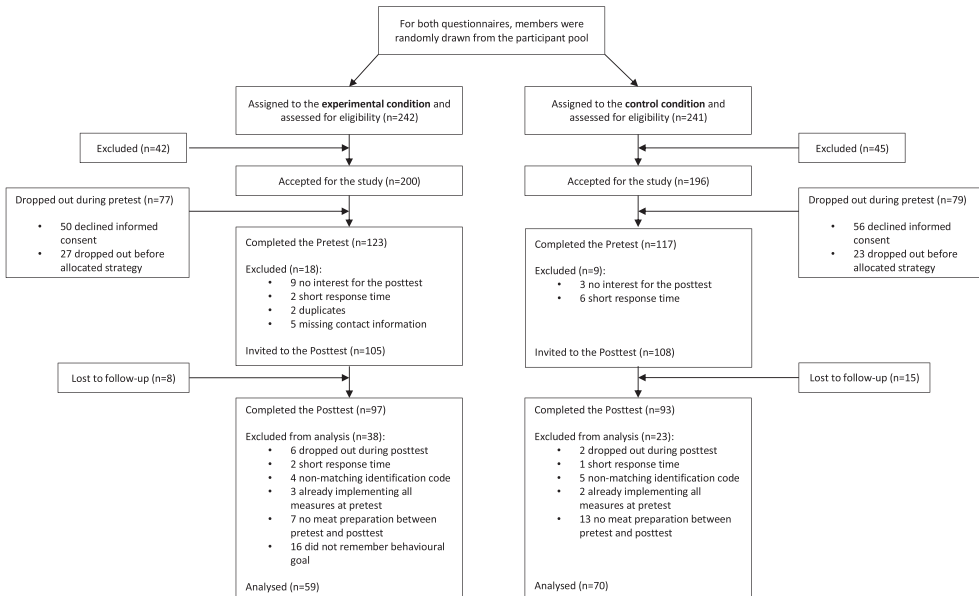 For both questionnaires, members were
randomly drawn from the participant pool
Assigned to the experimental condition and
assessed for eligibility (n=242)
Assigned to the control condition and
assessed for eligibility (n=241)
Excluded (n=42)
Excluded (n=45)
Accepted for the study (n=200)
Accepted for the study (n=196)
Dropped out during pretest (n=77)
• 50 declined informed
consent
• 27 dropped out before
allocated strategy
Dropped out during pretest (n=79)
• 56 declined informed
consent
• 23 dropped out before
allocated strategy
Completed the Pretest (n=123)
Excluded (n=18):
• 9 no interest for the posttest
• 2 short response time
• 2 duplicates
• 5 missing contact information
Invited to the Posttest (n=105)
Completed the Pretest (n=117)
Excluded (n=9):
• 3 no interest for the posttest
• 6 short response time
Invited to the Posttest (n=108)
Lost to follow-up (n=8)
Lost to follow-up (n=15)
Completed the Posttest (n=97)
Excluded from analysis (n=38):
• 6 dropped out during posttest
• 2 short response time
• 4 non-matching identification code
• 3 already implementing all
measures at pretest
• 7 no meat preparation between
pretest and posttest
• 16 did not remember behavioural
goal
Analysed (n=59)
Completed the Posttest (n=93)
Excluded from analysis (n=23):
• 2 dropped out during posttest
• 1 short response time
• 5 non-matching identification code
• 2 already implementing all
measures at pretest
• 13 no meat preparation between
pretest and posttest
Analysed (n=70)